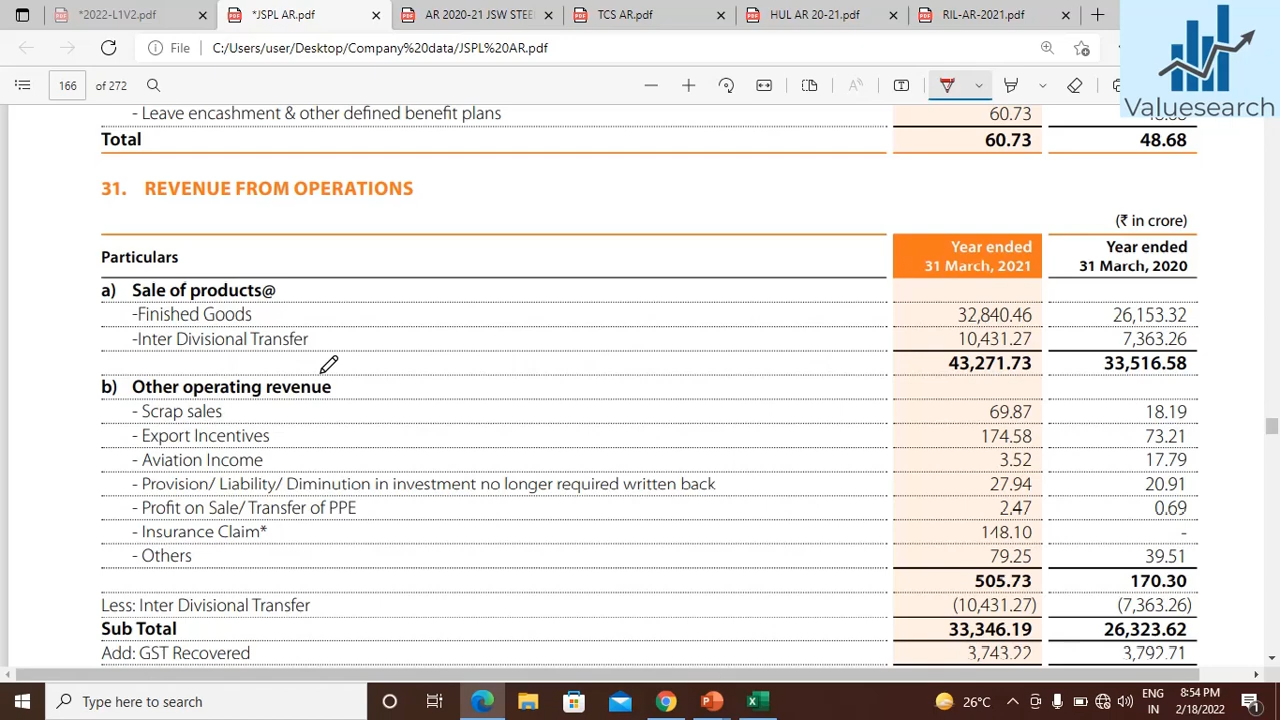 *2022-L1V2.pdf
*JSPL AR.pdf
AR 2020-21 JSW STEE
TCS AR.pdf
HUL AR 20-21.pdf
RIL-AR-2021.pdf
File
C:/Users/user/Desktop/Company%20data/JSPL%20AR.pdf
166 of 272
Valuesearch
- Leave encashment & other defined benefit plans 60.73
Total 60.73 48.68
31. REVENUE FROM OPERATIONS
(₹ in crore)
Particulars Year ended 31 March, 2021 Year ended 31 March, 2020
a) Sale of products@
-Finished Goods 32,840.46 26,153.32
-Inter Divisional Transfer 10,431.27 7,363.26
43,271.73 33,516.58
b) Other operating revenue
- Scrap sales 69.87 18.19
- Export Incentives 174.58 73.21
- Aviation Income 3.52 17.79
- Provision/ Liability/ Diminution in investment no longer required written back 27.94 20.91
- Profit on Sale/ Transfer of PPE 2.47 0.69
- Insurance Claim* 148.10 -
- Others 79.25 39.51
505.73 170.30
Less: Inter Divisional Transfer (10,431.27) (7,363.26)
Sub Total 33,346.19 26,323.62
Add: GST Recovered 3,743.22 3,792.71
Type here to search
26°C
ENG
IN
8:54 PM
2/18/2022
1